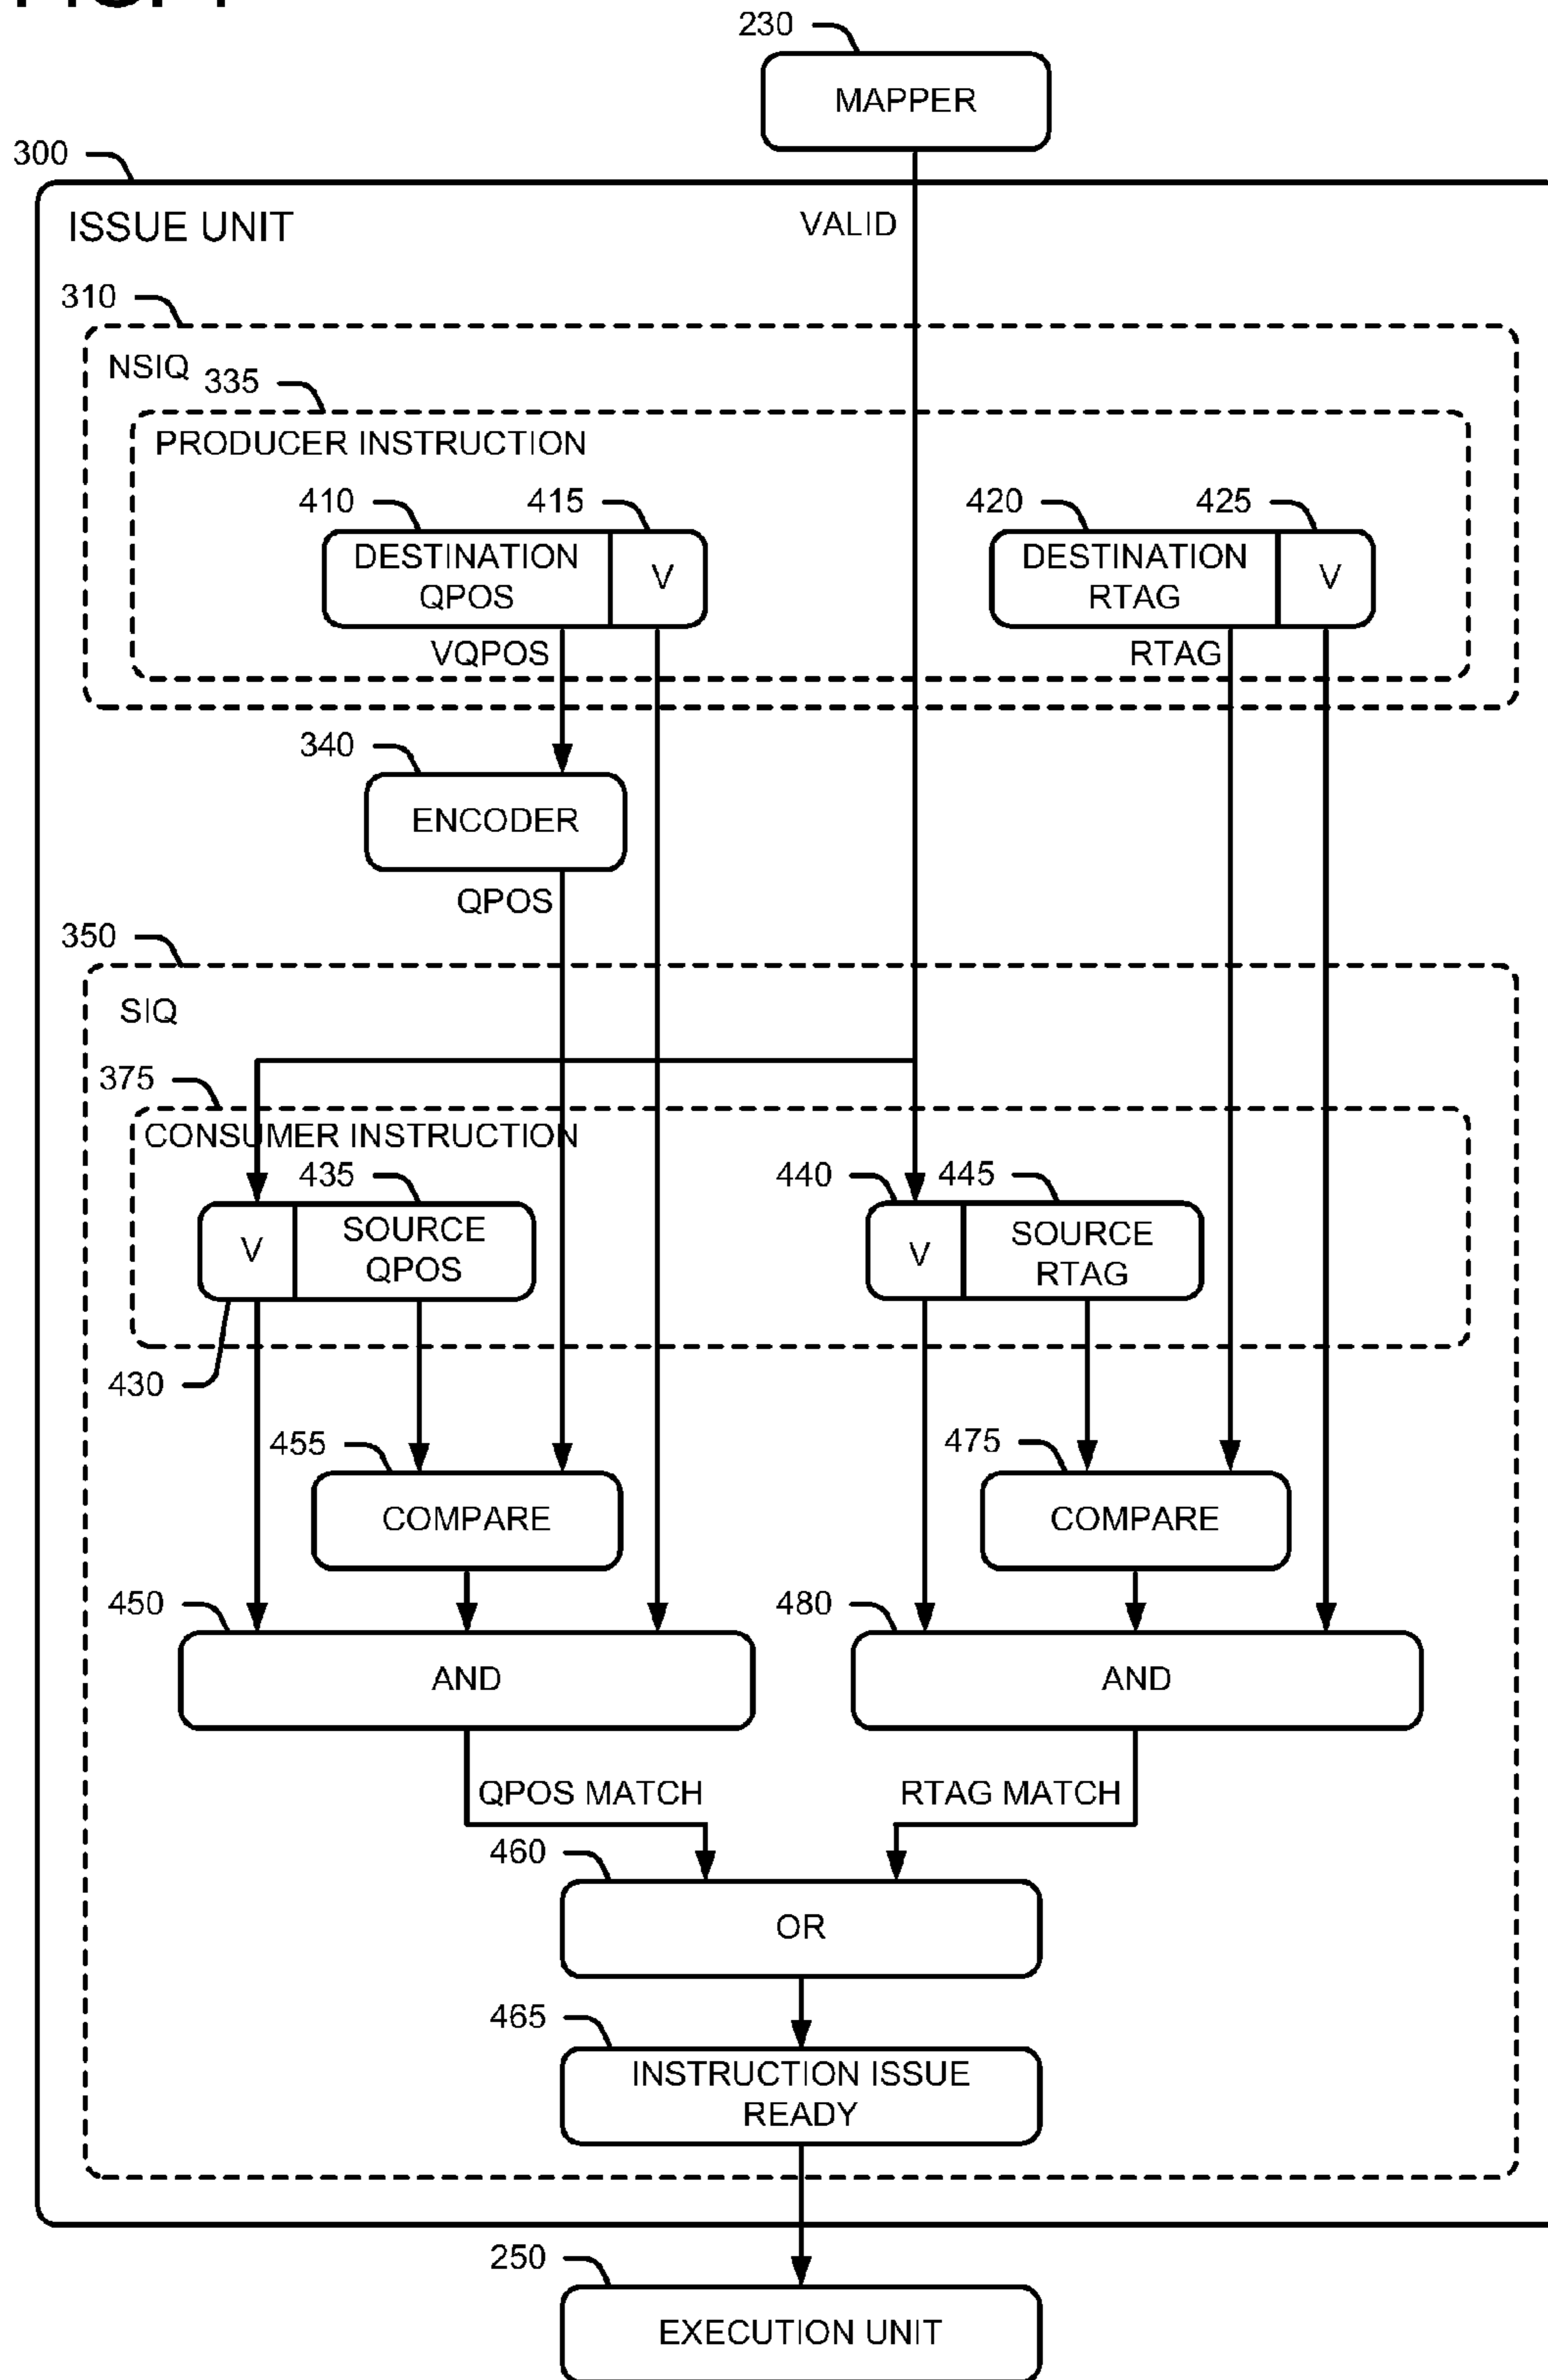 230
MAPPER
300
ISSUE UNIT
VALID
310
NSIQ
335
PRODUCER INSTRUCTION
410
415
420
425
DESTINATION
QPOS
V
DESTINATION
RTAG
V
VQPOS
RTAG
340
ENCODER
QPOS
350
SIQ
375
CONSUMER INSTRUCTION
435
440
445
V
SOURCE
QPOS
V
SOURCE
RTAG
430
455
475
COMPARE
COMPARE
450
480
AND
AND
QPOS MATCH
RTAG MATCH
460
OR
465
INSTRUCTION ISSUE
READY
250
EXECUTION UNIT